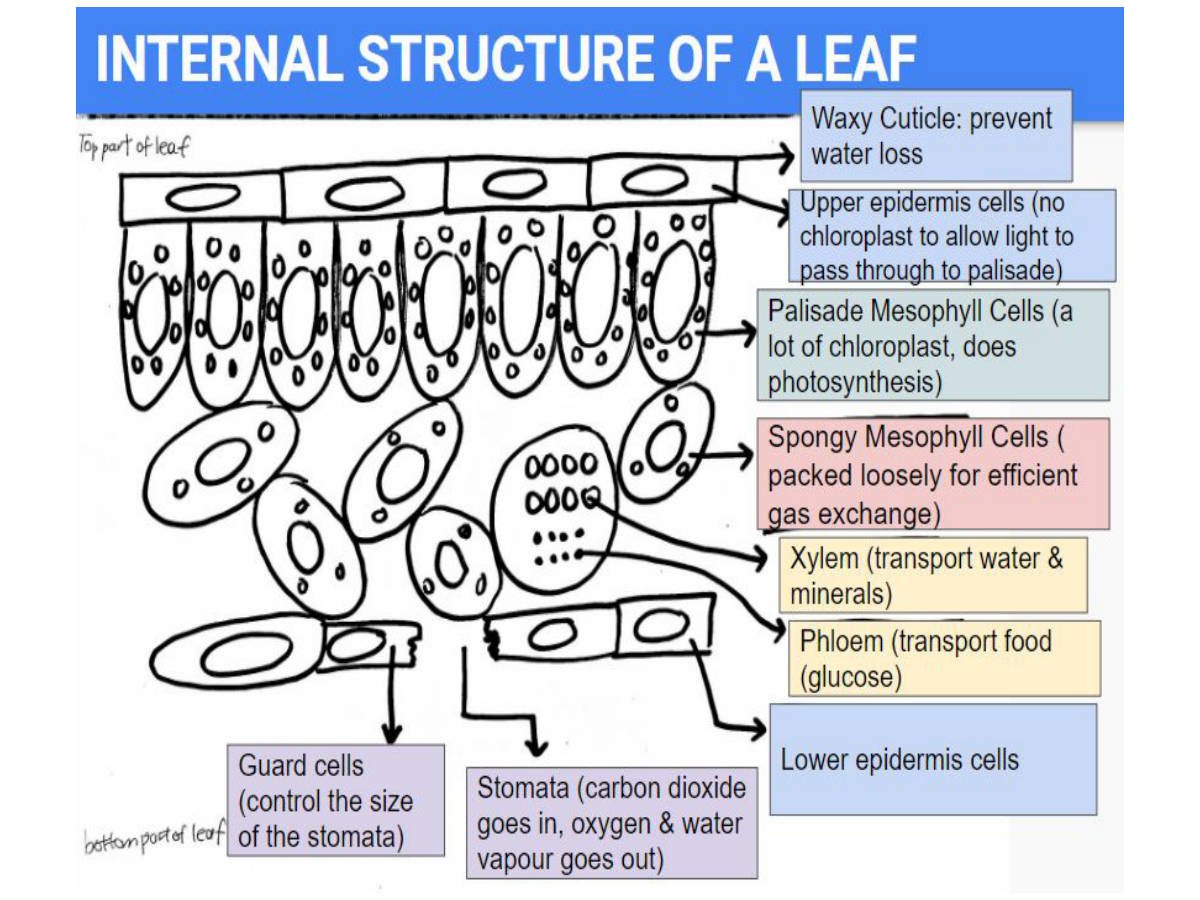 INTERNAL STRUCTURE OF A LEAF
Top part of leaf
Waxy Cuticle: prevent
water loss
Upper epidermis cells (no
chloroplast to allow light to
pass through to palisade)
Palisade Mesophyll Cells (a
lot of chloroplast, does
photosynthesis)
Spongy Mesophyll Cells (
packed loosely for efficient
gas exchange)
Xylem (transport water &
minerals)
Phloem (transport food
(glucose)
Lower epidermis cells
Guard cells
(control the size
of the stomata)
Stomata (carbon dioxide
goes in, oxygen & water
vapour goes out)
bottom part of leaf